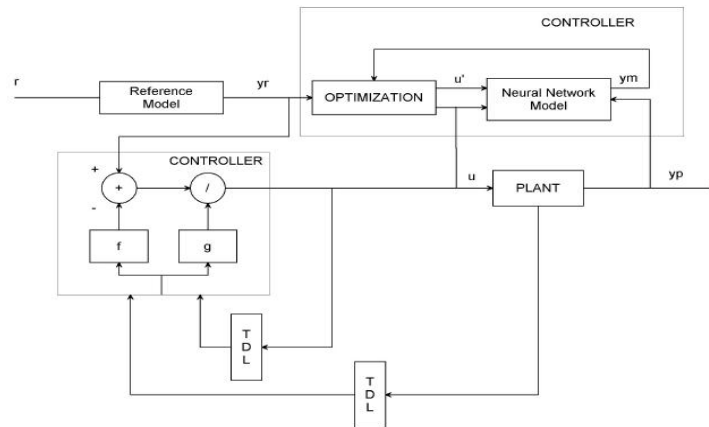 CONTROLLER
r
Reference
Model
yr
OPTIMIZATION
u'
Neural Network
Model
ym
CONTROLLER
+
+
-
/
f
g
u
PLANT
yp
T
D
L
T
D
L